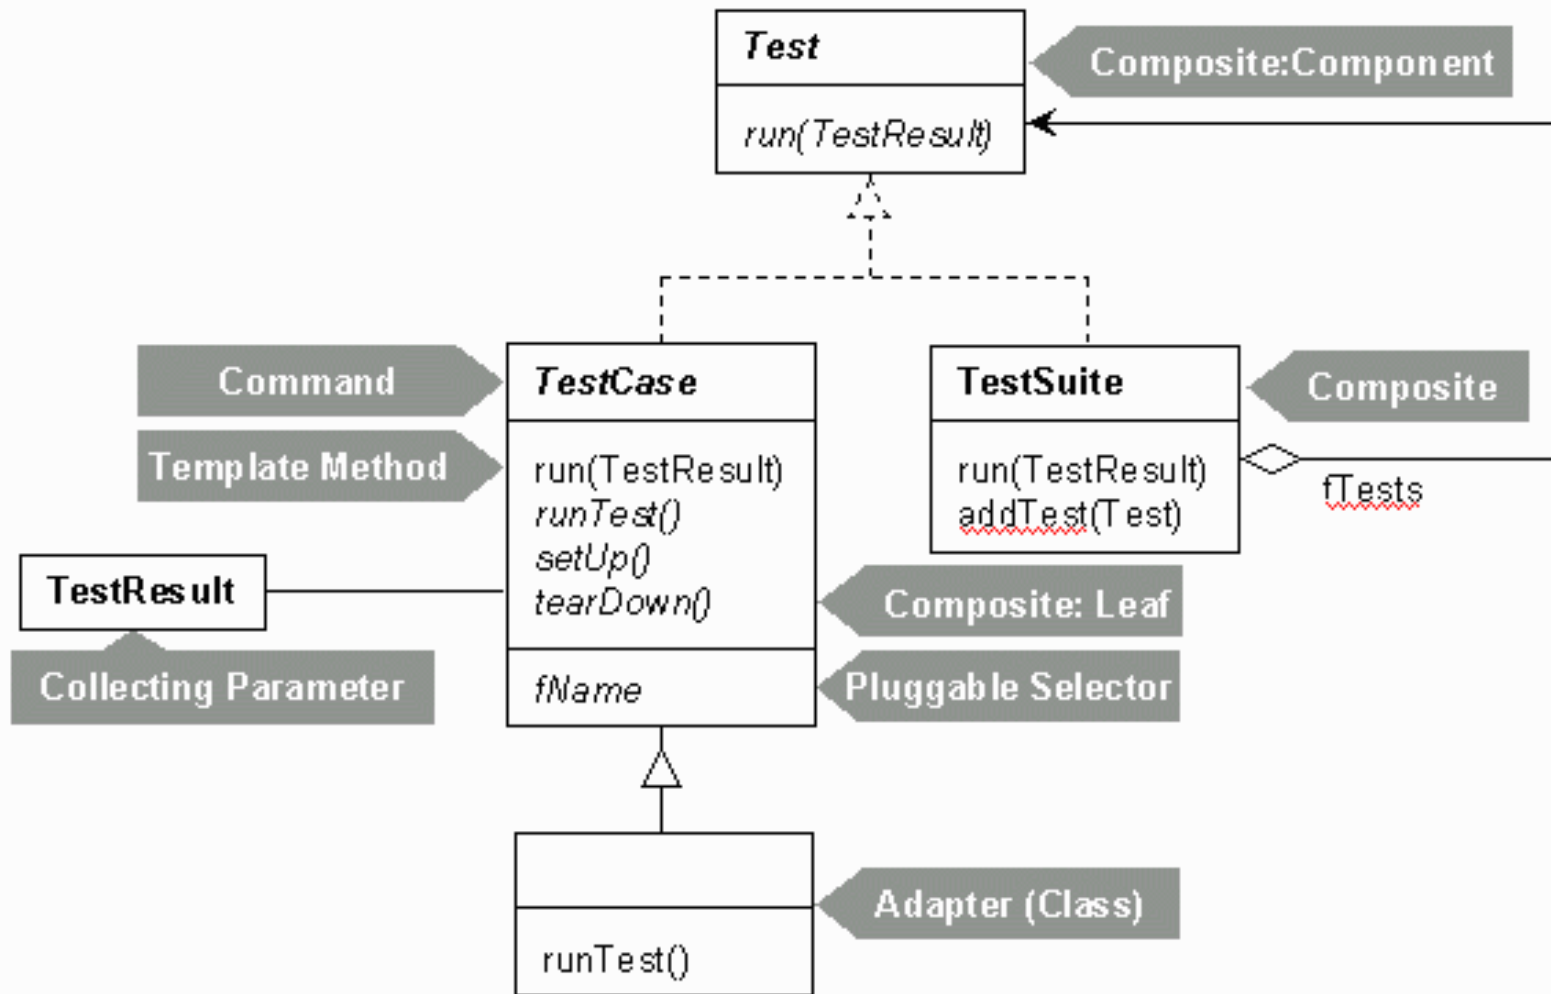 Test
Composite:Component
run(TestResult)
Command
TestCase
TestSuite
Composite
Template Method
run(TestResult)
runTest()
setUp()
tearDown()
run(TestResult)
addTest(Test)
fTests
TestResult
Composite: Leaf
Collecting Parameter
fName
Pluggable Selector
Adapter (Class)
runTest()